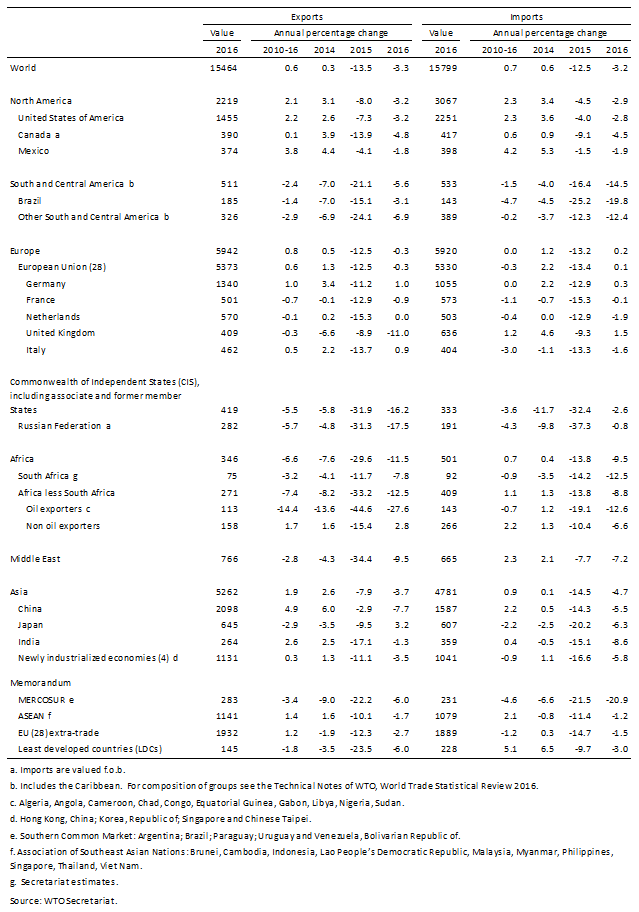 Exports Imports
Value Annual percentage change Value Annual percentage change
2016 2010-16 2014 2015 2016 2016 2010-16 2014 2015 2016
World 15464 0.6 0.3 -13.5 -3.3 15799 0.7 0.6 -12.5 -3.2
North America 2219 2.1 3.1 -8.0 -3.2 3067 2.3 3.4 -4.5 -2.9
United States of America 1455 2.2 2.6 -7.3 -3.2 2251 2.3 3.6 -4.0 -2.8
Canada a 390 0.1 3.9 -13.9 -4.8 417 0.6 0.9 -9.1 -4.5
Mexico 374 3.8 4.4 -4.1 -1.8 398 4.2 5.3 -1.5 -1.9
South and Central America b 511 -2.4 -7.0 -21.1 -5.6 533 -1.5 -4.0 -16.4 -14.5
Brazil 185 -1.4 -7.0 -15.1 -3.1 143 -4.7 -4.5 -25.2 -19.8
Other South and Central America b 326 -2.9 -6.9 -24.1 -6.9 389 -0.2 -3.7 -12.3 -12.4
Europe 5942 0.8 0.5 -12.5 -0.3 5920 0.0 1.2 -13.2 0.2
European Union (28) 5373 0.6 1.3 -12.5 -0.3 5330 -0.3 2.2 -13.4 0.1
Germany 1340 1.0 3.4 -11.2 1.0 1055 0.0 2.2 -12.9 0.3
France 501 -0.7 -0.1 -12.9 -0.9 573 -1.1 -0.7 -15.3 -0.1
Netherlands 570 -0.1 0.2 -15.3 0.0 503 -0.4 0.0 -12.9 -1.9
United Kingdom 409 -0.3 -6.6 -8.9 -11.0 636 1.2 4.6 -9.3 1.5
Italy 462 0.5 2.2 -13.7 0.9 404 -3.0 -1.1 -13.3 -1.6
Commonwealth of Independent States (CIS),
including associate and former member
States 419 -5.5 -5.8 -31.9 -16.2 333 -3.6 -11.7 -32.4 -2.6
Russian Federation a 282 -5.7 -4.8 -31.3 -17.5 191 -4.3 -9.8 -37.3 -0.8
Africa 346 -6.6 -7.6 -29.6 -11.5 501 0.7 0.4 -13.8 -9.5
South Africa g 75 -3.2 -4.1 -11.7 -7.8 92 -0.9 -3.5 -14.2 -12.5
Africa less South Africa 271 -7.4 -8.2 -33.2 -12.5 409 1.1 1.3 -13.8 -8.8
Oil exporters c 113 -14.4 -13.6 -44.6 -27.6 143 -0.7 1.2 -19.1 -12.6
Non oil exporters 158 1.7 1.6 -15.4 2.8 266 2.2 1.3 -10.4 -6.6
Middle East 766 -2.8 -4.3 -34.4 -9.5 665 2.3 2.1 -7.7 -7.2
Asia 5262 1.9 2.6 -7.9 -3.7 4781 0.9 0.1 -14.5 -4.7
China 2098 4.9 6.0 -2.9 -7.7 1587 2.2 0.5 -14.3 -5.5
Japan 645 -2.9 -3.5 -9.5 3.2 607 -2.2 -2.5 -20.2 -6.3
India 264 2.6 2.5 -17.1 -1.3 359 0.4 -0.5 -15.1 -8.6
Newly industrialized economies (4) d 1131 0.3 1.3 -11.1 -3.5 1041 -0.9 1.1 -16.6 -5.8
Memorandum
MERCOSUR e 283 -3.4 -9.0 -22.2 -6.0 231 -4.6 -6.6 -21.5 -20.9
ASEAN f 1141 1.4 1.6 -10.1 -1.7 1079 2.1 -0.8 -11.4 -1.2
EU (28) extra-trade 1932 1.2 -1.9 -12.3 -2.7 1889 -1.2 0.3 -14.7 -1.5
Least developed countries (LDCs) 145 -1.8 -3.5 -23.5 -6.0 228 5.1 6.5 -9.7 -3.0
a. Imports are valued f.o.b.
b. Includes the Caribbean. For composition of groups see the Technical Notes of WTO, World Trade Statistical Review 2016.
c. Algeria, Angola, Cameroon, Chad, Congo, Equatorial Guinea, Gabon, Libya, Nigeria, Sudan.
d. Hong Kong, China; Korea, Republic of; Singapore and Chinese Taipei.
e. Southern Common Market: Argentina; Brazil; Paraguay; Uruguay and Venezuela, Bolivarian Republic of.
f. Association of Southeast Asian Nations: Brunei, Cambodia, Indonesia, Lao People's Democratic Republic, Malaysia, Myanmar, Philippines,
Singapore, Thailand, Viet Nam.
g. Secretariat estimates.
Source: WTO Secretariat.